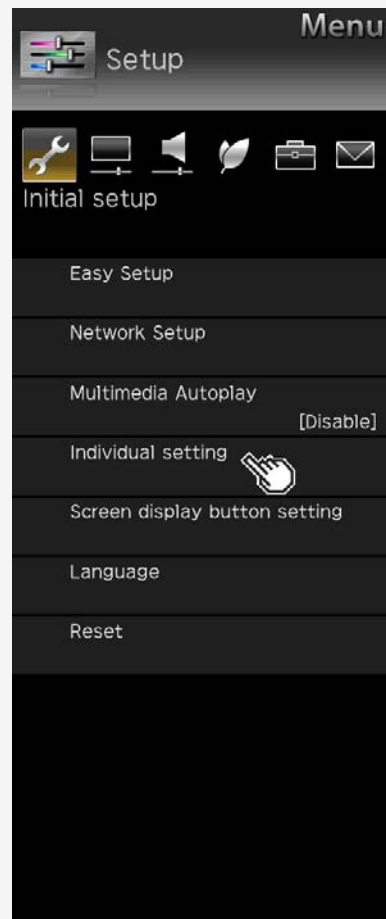 Menu
Setup
Initial setup
Easy Setup
Network Setup
Multimedia Autoplay
[Disable]
Individual setting
Screen display button setting
Language
Reset